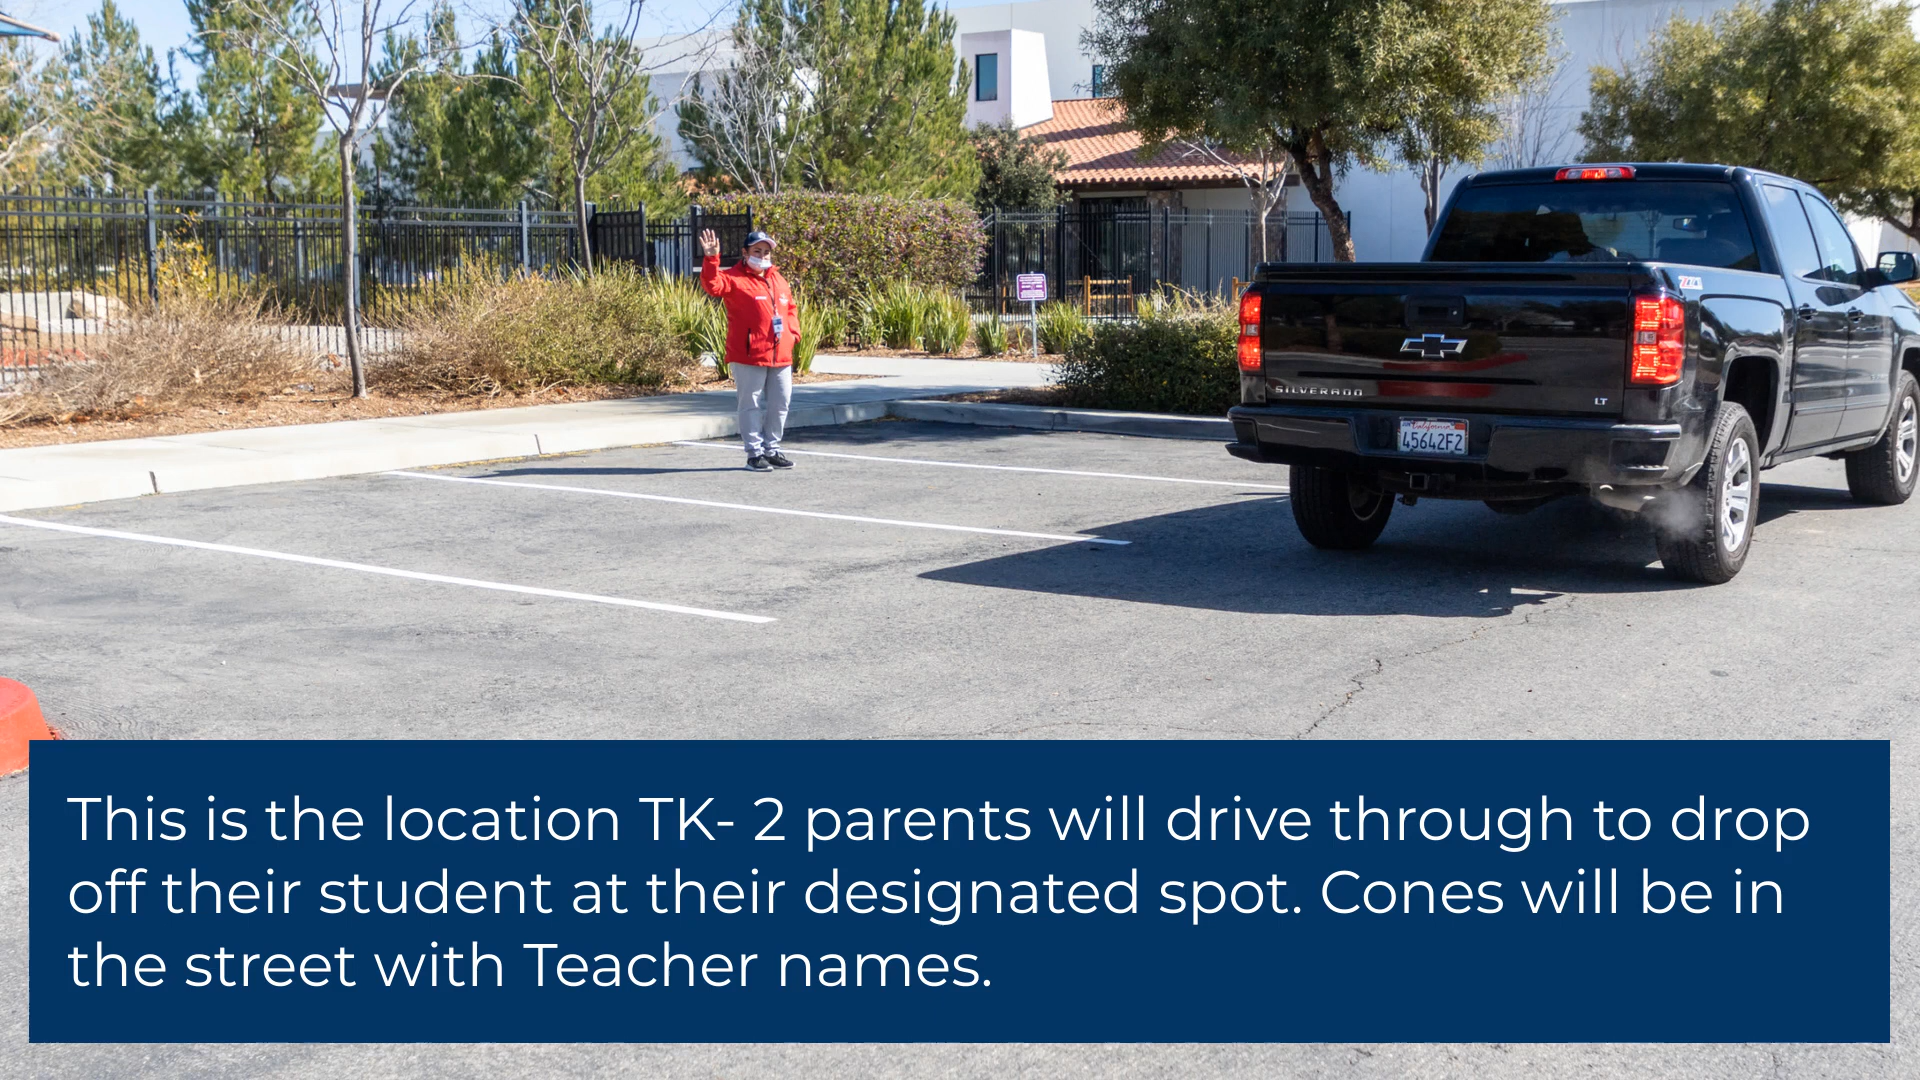 Z71
SILVERADO
LT
California
45642F2
This is the location TK- 2 parents will drive through to drop
off their student at their designated spot. Cones will be in
the street with Teacher names.